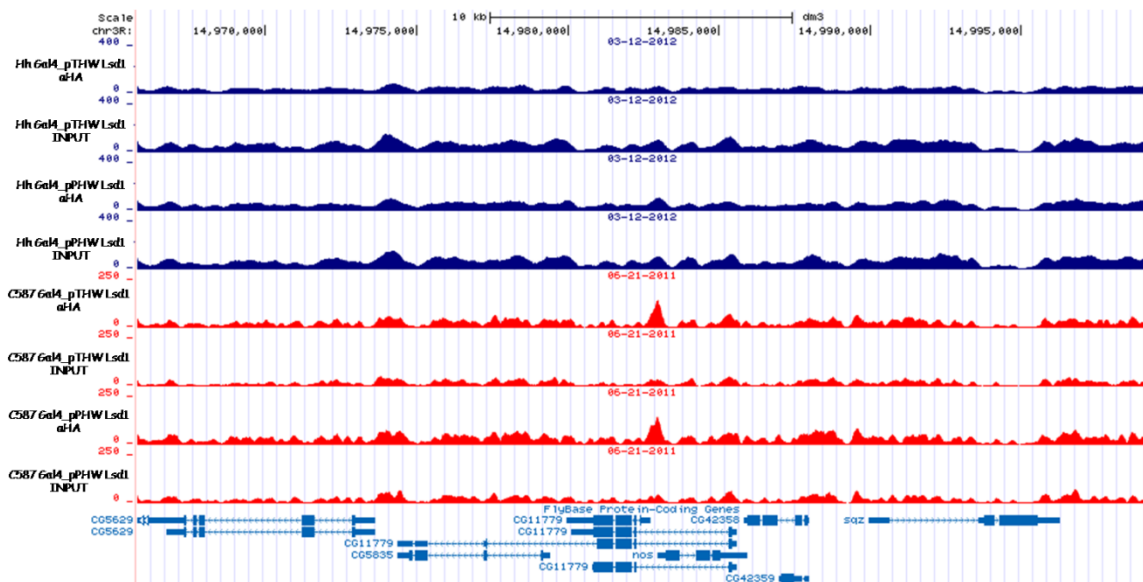 Scale 10 kb dm3
chr3R: 14,970,000 14,975,000 14,980,000 14,985,000 14,990,000 14,995,000
400 03-12-2012
Hh Gal4_pTHW Lsd1
αHA
0
400 03-12-2012
Hh Gal4_pTHW Lsd1
INPUT
0
400 03-12-2012
Hh Gal4_pPHW Lsd1
αHA
0
400 03-12-2012
Hh Gal4_pPHW Lsd1
INPUT
0
250 06-21-2011
C587 Gal4_pTHW Lsd1
αHA
0
250 06-21-2011
C587 Gal4_pTHW Lsd1
INPUT
0
250 06-21-2011
C587 Gal4_pPHW Lsd1
αHA
0
250 06-21-2011
C587 Gal4_pPHW Lsd1
INPUT
0
FlyBase Protein-Coding Genes
CG5629 CG11779 CG42358 sqz
CG5629 CG11779
CG11779
CG5835 nos
CG11779
CG42359